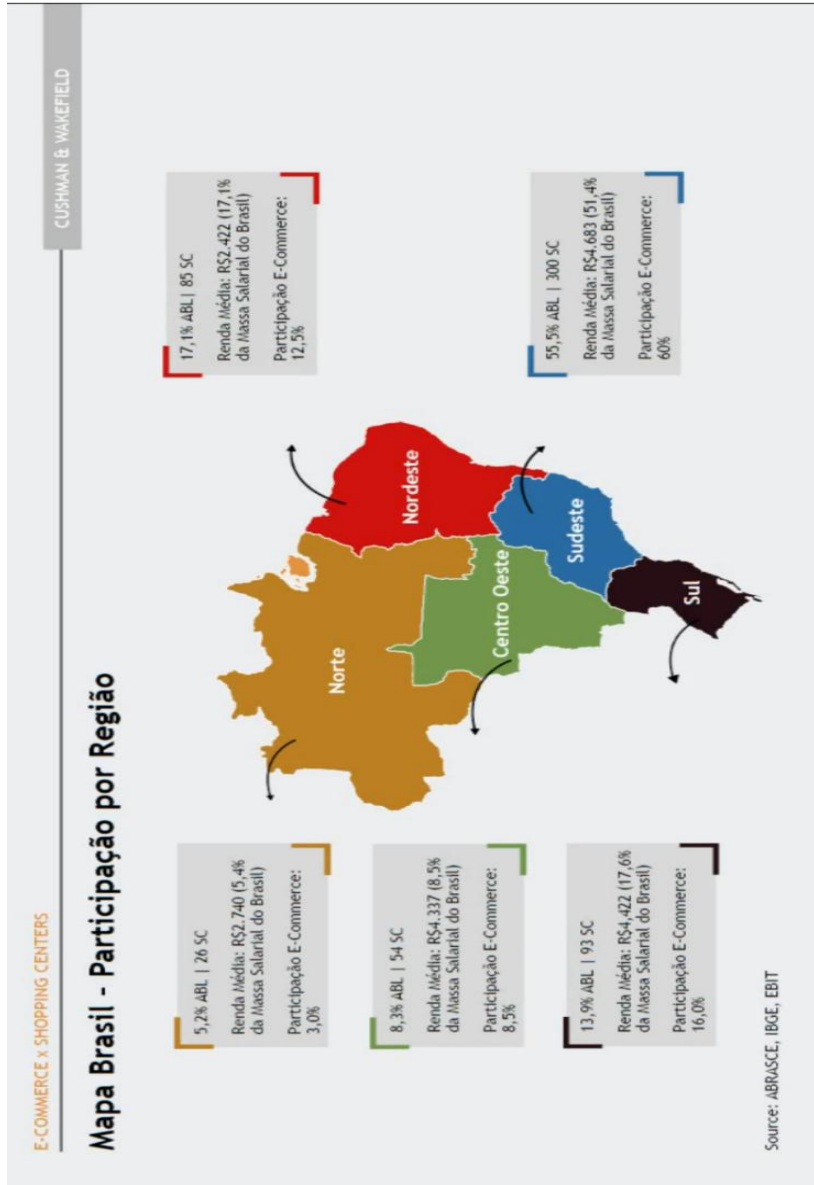 E-COMMERCE x SHOPPING CENTERS
CUSHMAN & WAKEFIELD
Mapa Brasil - Participação por Região
5,2% ABL | 26 SC
Renda Média: R$2.740 (5,4%
da Massa Salarial do Brasil)
Participação E-Commerce:
3,0%
8,3% ABL | 54 SC
Renda Média: R$4.337 (8,5%
da Massa Salarial do Brasil)
Participação E-Commerce:
8,5%
13,9% ABL | 93 SC
Renda Média: R$4,422 (17,6%
da Massa Salarial do Brasil)
Participação E-Commerce:
16,0%
Norte
Nordeste
Centro Oeste
Sudeste
Sul
17,1% ABL| 85 SC
Renda Média: R$2.422 (17,1%
da Massa Salarial do Brasil)
Participação E-Commerce:
12,5%
55,5% ABL | 300 SC
Renda Média: R$4.683 (51,4%
da Massa Salarial do Brasil)
Participação E-Commerce:
60%
Source: ABRASCE, IBGE, EBIT